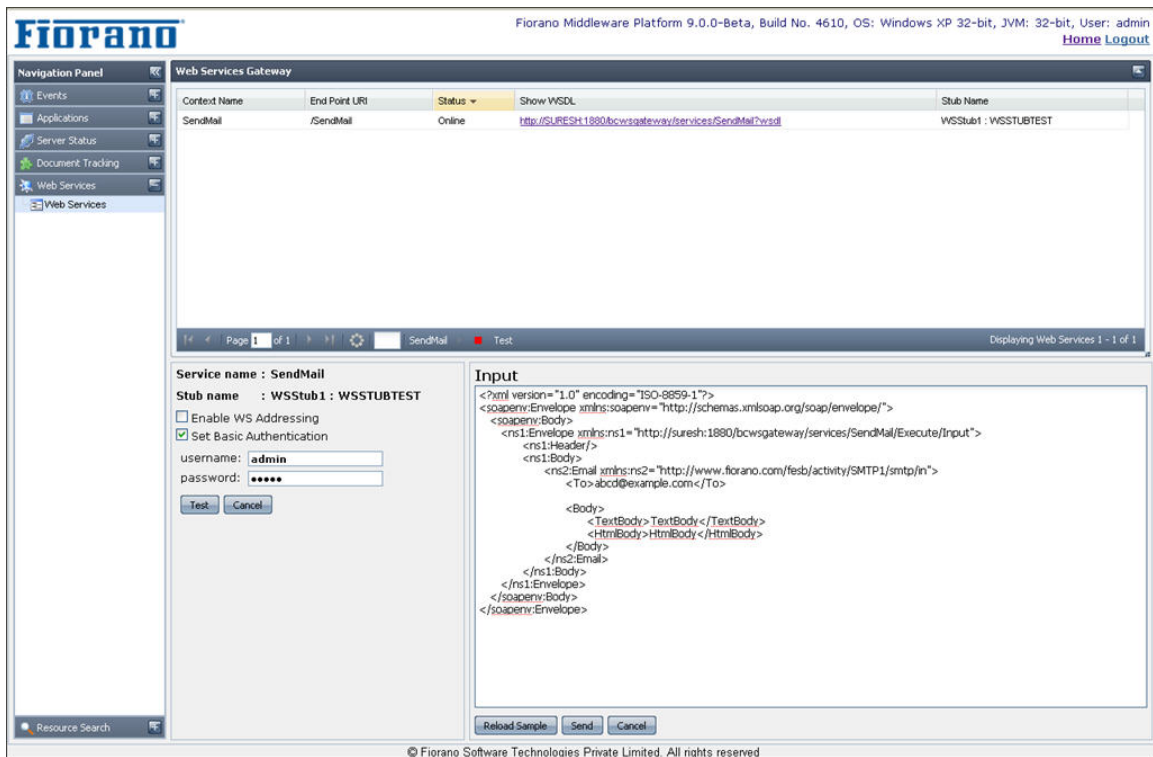 Fiorano
Fiorano Middleware Platform 9.0.0-Beta, Build No. 4610, OS: Windows XP 32-bit, JVM: 32-bit, User: admin
Home Logout
Navigation Panel
Events
Applications
Server Status
Document Tracking
Web Services
Web Services
Resource Search
Web Services Gateway
Context Name End Point URI Status Show WSDL Stub Name
SendMail /SendMail Online http://SURESH:1880/bcwsgateway/services/SendMail?wsdl WSStub1 : WSSTUBTEST
Page 1 of 1 SendMail Test Displaying Web Services 1 - 1 of 1
Service name : SendMail
Stub name : WSStub1 : WSSTUBTEST
Enable WS Addressing
Set Basic Authentication
username: admin
password: •••••
Test Cancel
Input
<?xml version="1.0" encoding="ISO-8859-1"?>
<soapenv:Envelope xmlns:soapenv="http://schemas.xmlsoap.org/soap/envelope/">
<soapenv:Body>
<ns1:Envelope xmlns:ns1="http://suresh:1880/bcwsgateway/services/SendMail/Execute/Input">
<ns1:Header/>
<ns1:Body>
<ns2:Email xmlns:ns2="http://www.fiorano.com/fesb/activity/SMTP1/smtp/in">
<To>abcd@example.com</To>
<Body>
<TextBody>TextBody</TextBody>
<HtmlBody>HtmlBody</HtmlBody>
</Body>
</ns2:Email>
</ns1:Body>
</ns1:Envelope>
</soapenv:Body>
</soapenv:Envelope>
Reload Sample Send Cancel
© Fiorano Software Technologies Private Limited. All rights reserved